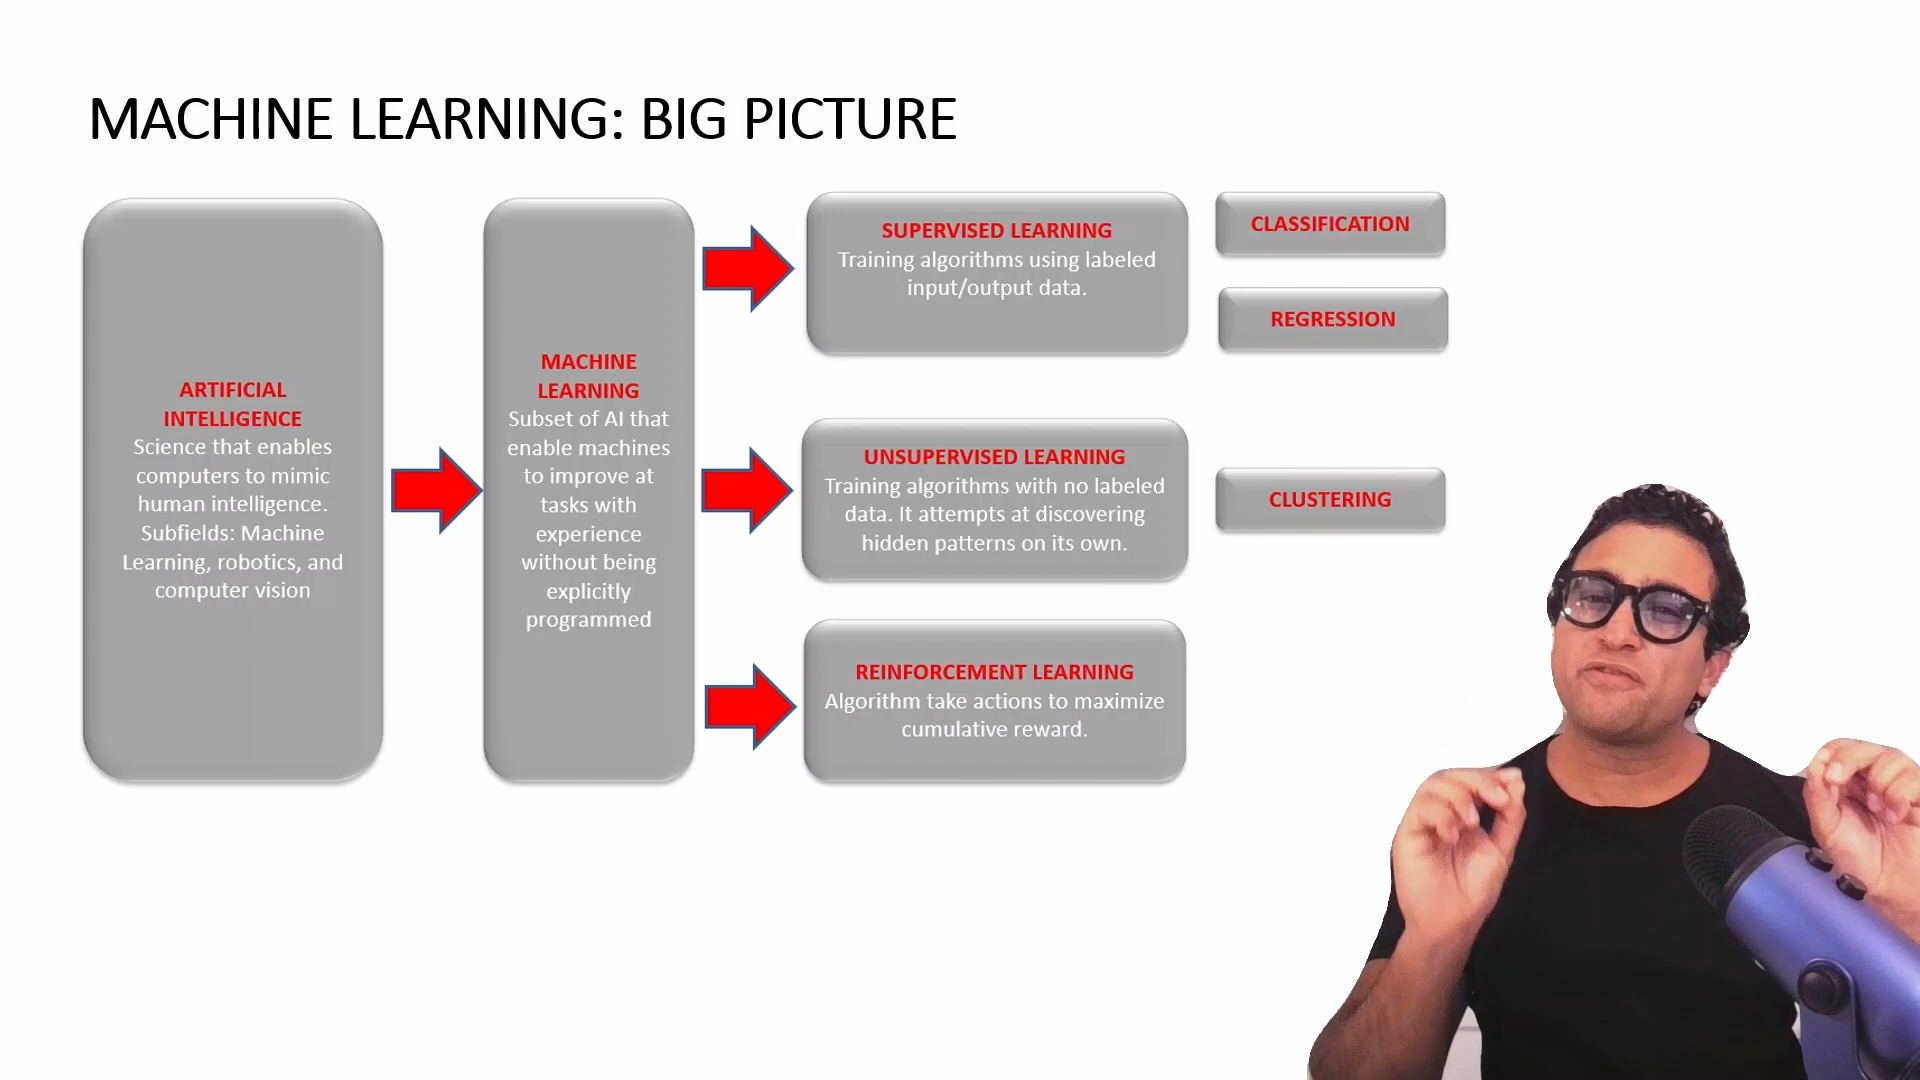 MACHINE LEARNING: BIG PICTURE
ARTIFICIAL
INTELLIGENCE
Science that enables
computers to mimic
human intelligence.
Subfields: Machine
Learning, robotics, and
computer vision
MACHINE
LEARNING
Subset of AI that
enable machines
to improve at
tasks with
experience
without being
explicitly
programmed
SUPERVISED LEARNING
Training algorithms using labeled
input/output data.
CLASSIFICATION
REGRESSION
UNSUPERVISED LEARNING
Training algorithms with no labeled
data. It attempts at discovering
hidden patterns on its own.
CLUSTERING
REINFORCEMENT LEARNING
Algorithm take actions to maximize
cumulative reward.